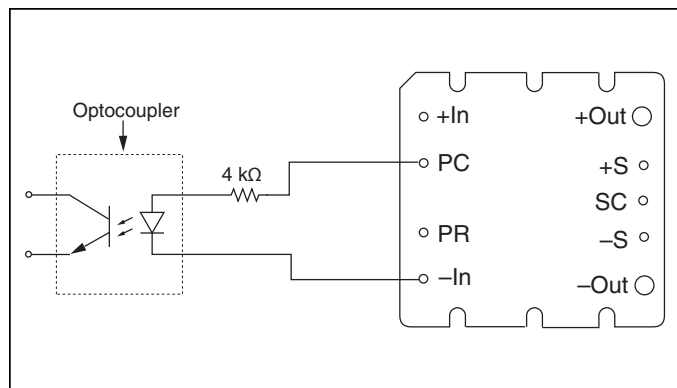 Optocoupler
4 kΩ
+In
PC
PR
–In
+Out
+S
SC
–S
–Out